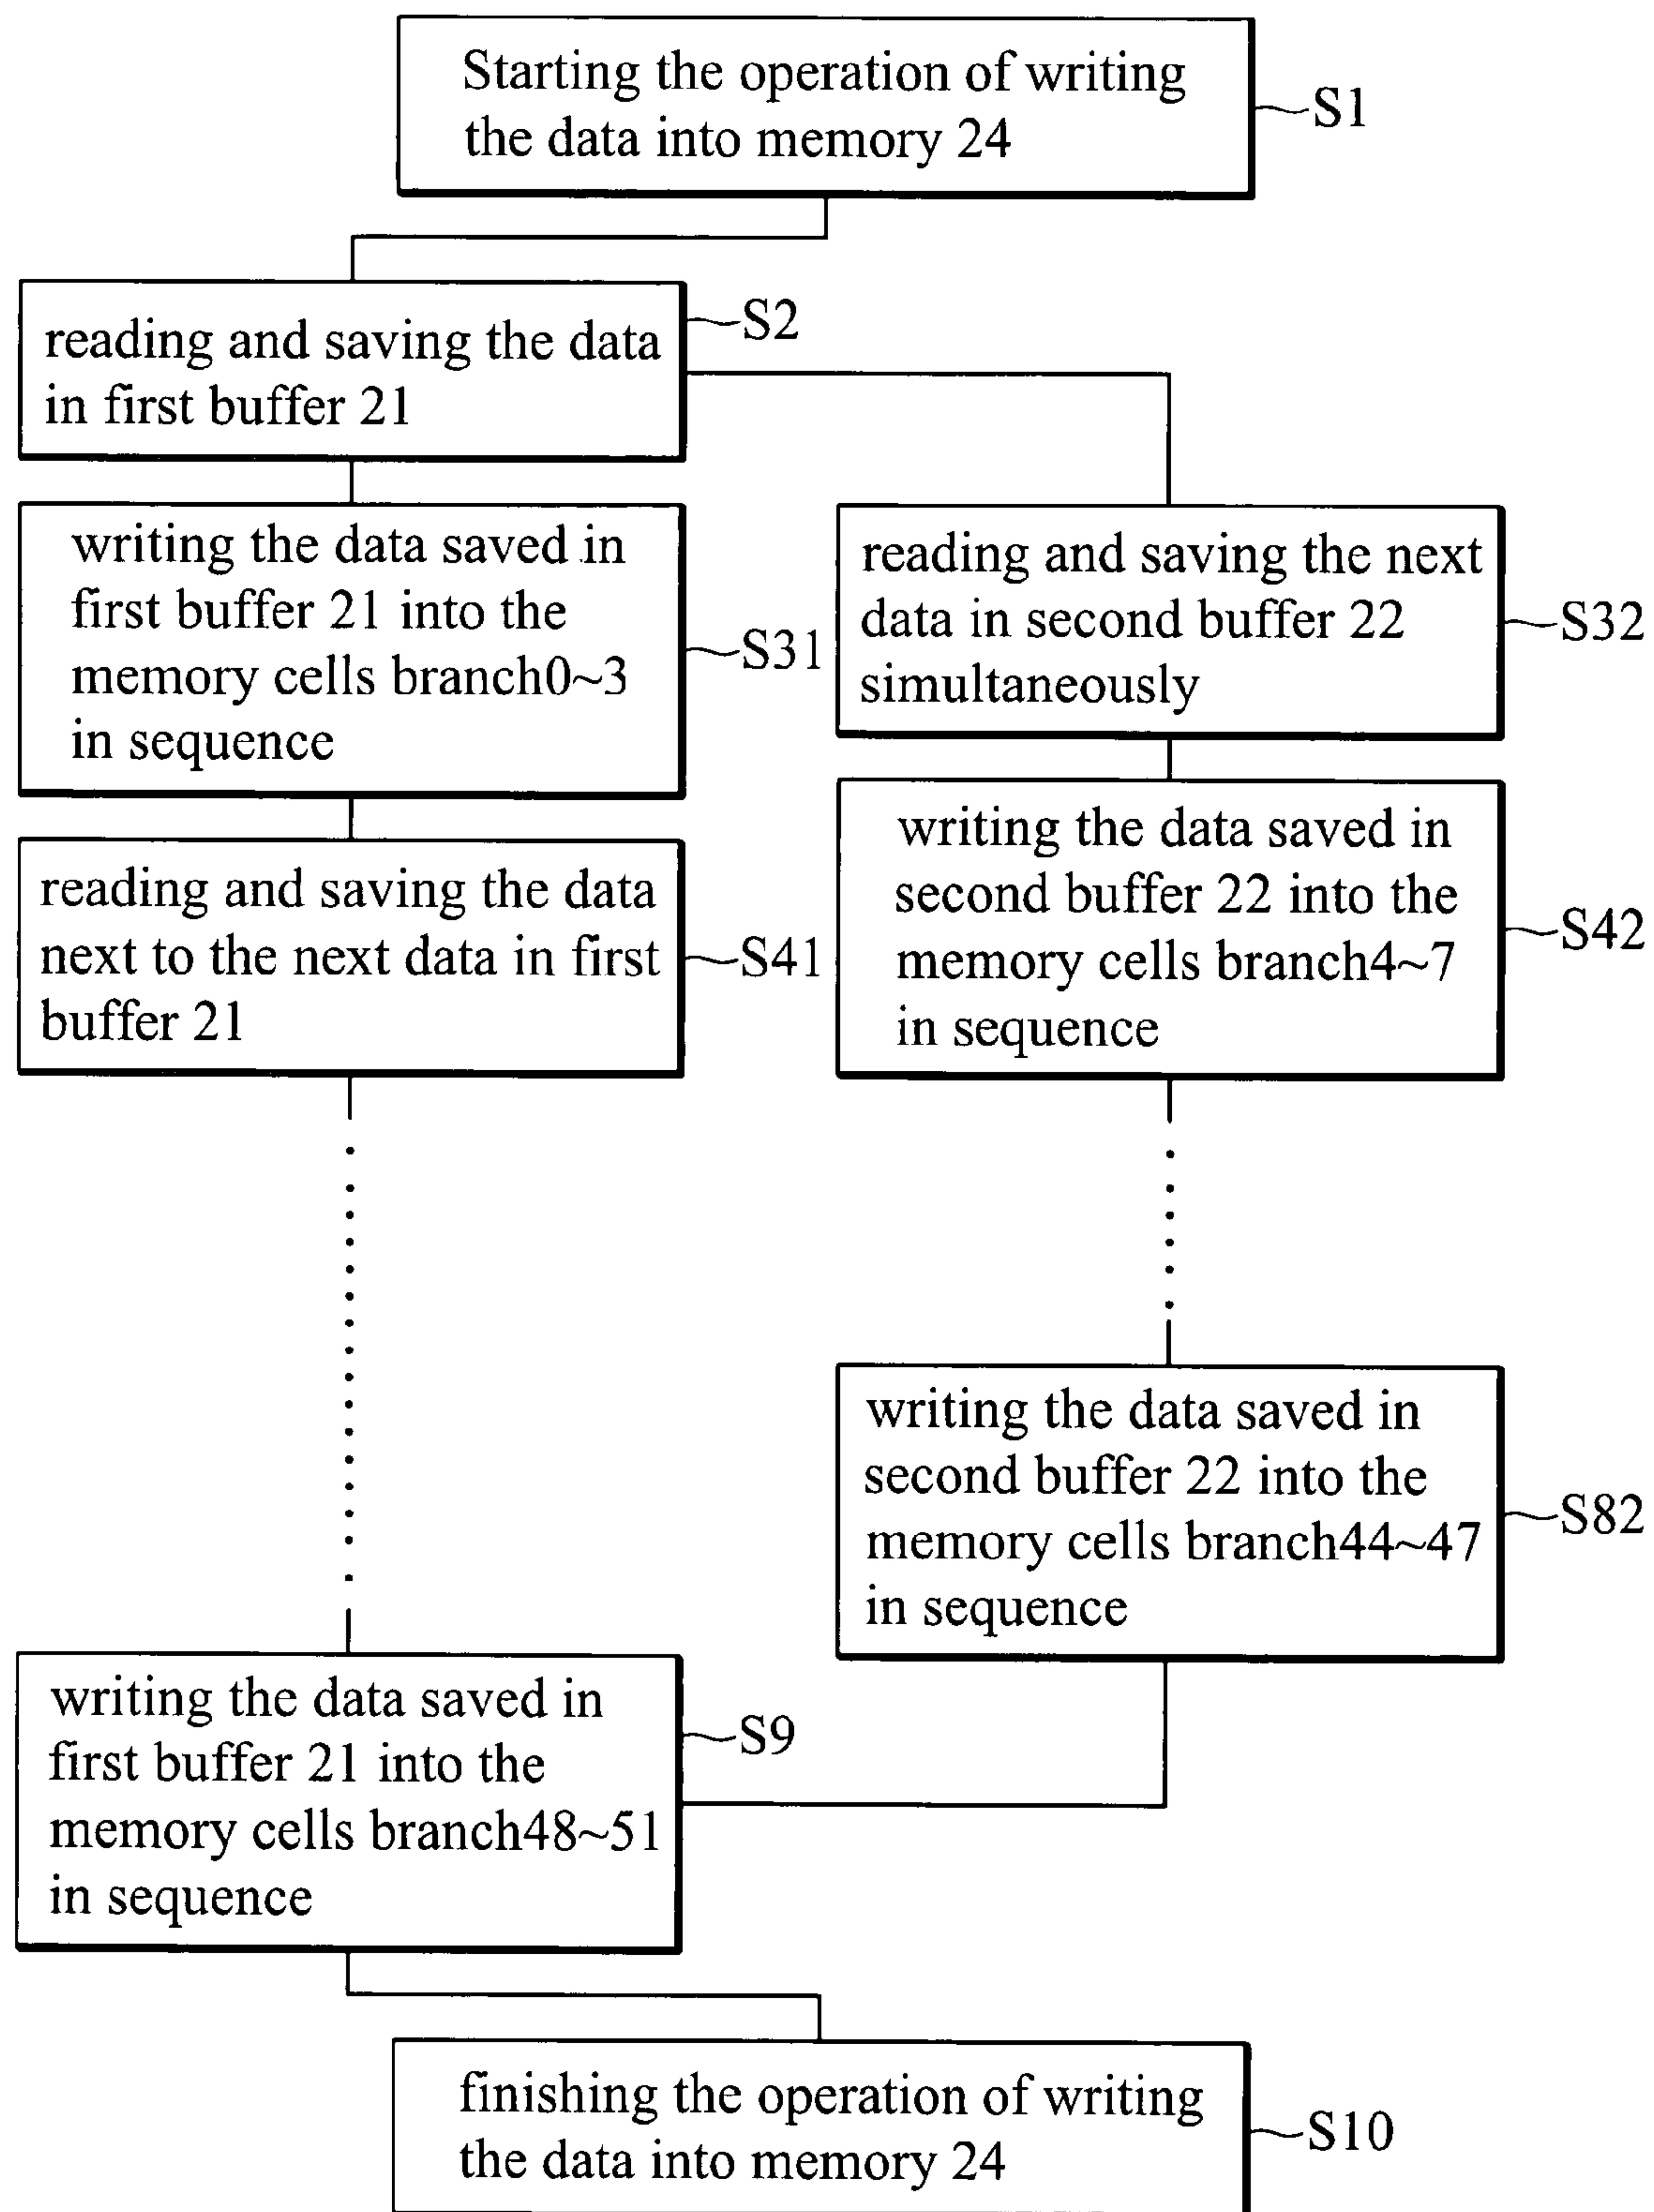 Starting the operation of writing
the data into memory 24
S1
reading and saving the data
in first buffer 21
S2
writing the data saved in
first buffer 21 into the
memory cells branch0~3
in sequence
S31
reading and saving the next
data in second buffer 22
simultaneously
S32
reading and saving the data
next to the next data in first
buffer 21
S41
writing the data saved in
second buffer 22 into the
memory cells branch4~7
in sequence
S42
writing the data saved in
second buffer 22 into the
memory cells branch44~47
in sequence
S82
writing the data saved in
first buffer 21 into the
memory cells branch48~51
in sequence
S9
finishing the operation of writing
the data into memory 24
S10